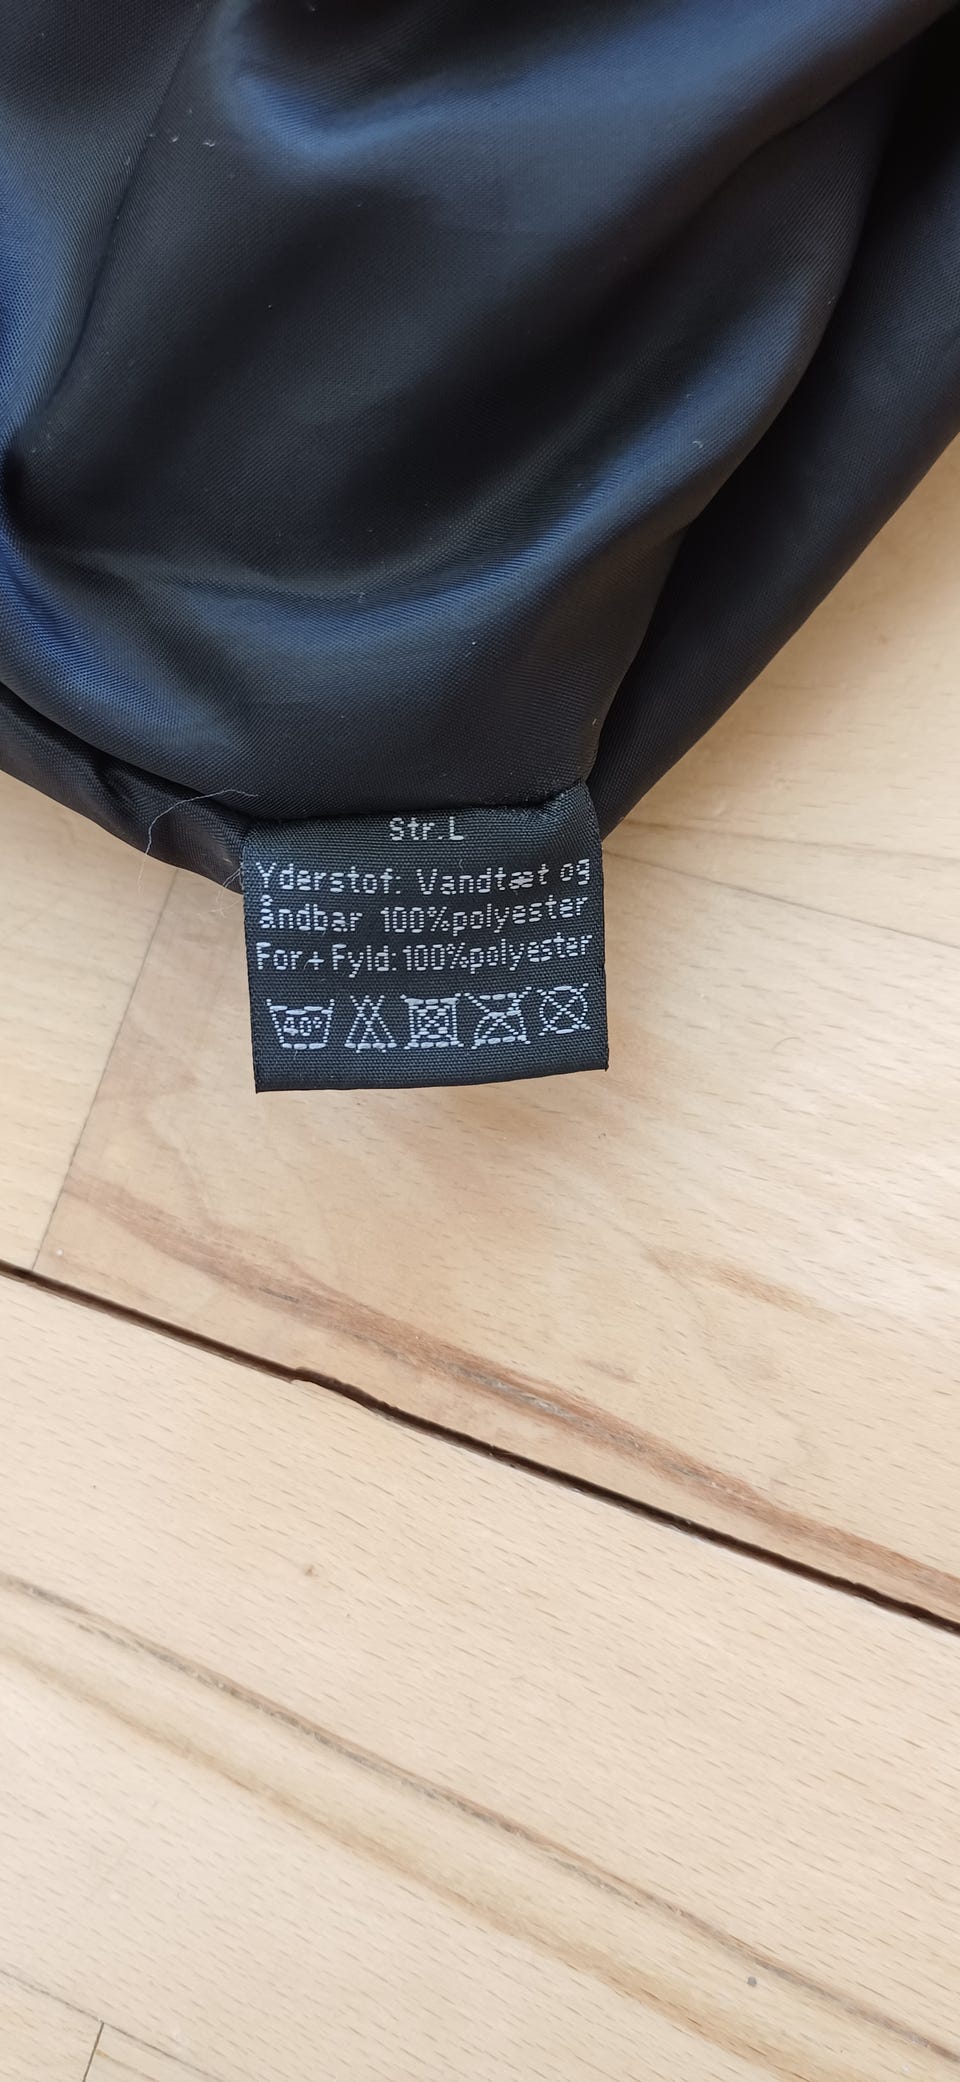 Str.L
Yderstof: Vandtæt og
åndbar 100%polyester
For+Fyld:100%polyester
40°